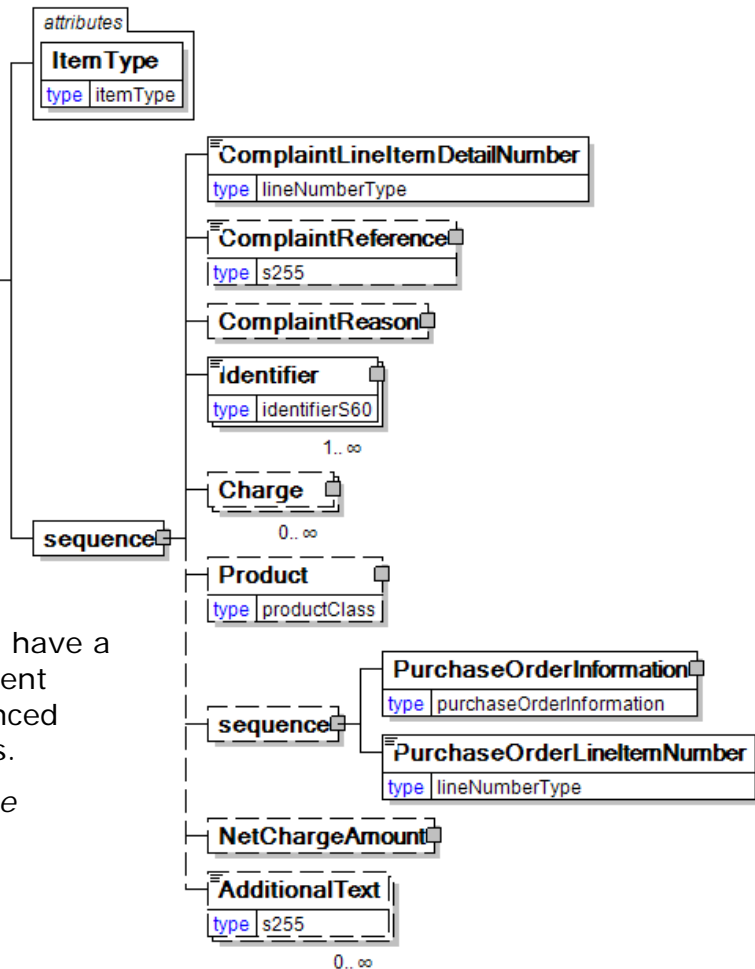 attributes
ItemType
type itemType
ComplaintLineItemDetailNumber
type lineNumberType
ComplaintReference
type s255
ComplaintReason
Identifier
type identifierS60
1.. ∞
Charge
0.. ∞
sequence
Product
type productClass
have a
ent
nced
s.
e
sequence
PurchaseOrderInformation
type purchaseOrderInformation
PurchaseOrderLineItemNumber
type lineNumberType
NetChargeAmount
AdditionalText
type s255
0.. ∞